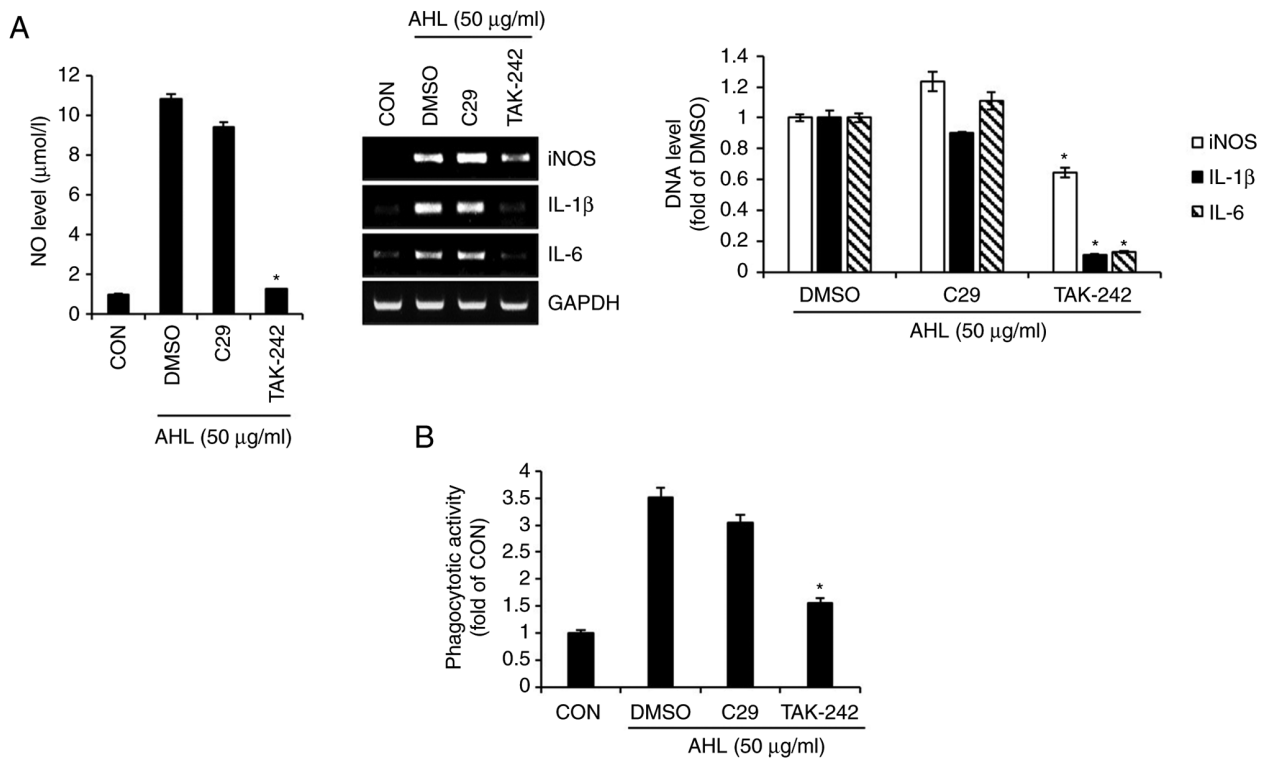 A
NO level (μmol/l)
12
10
8
6
4
2
0
CON
DMSO
C29
TAK-242
*
AHL (50 μg/ml)
AHL (50 μg/ml)
CON
DMSO
C29
TAK-242
iNOS
IL-1β
IL-6
GAPDH
DNA level
(fold of DMSO)
1.4
1.2
1
0.8
0.6
0.4
0.2
0
* * *
DMSO C29 TAK-242
AHL (50 μg/ml)
iNOS
IL-1β
IL-6
B
Phagocytotic activity
(fold of CON)
4
3.5
3
2.5
2
1.5
1
0.5
0
*
CON DMSO C29 TAK-242
AHL (50 μg/ml)